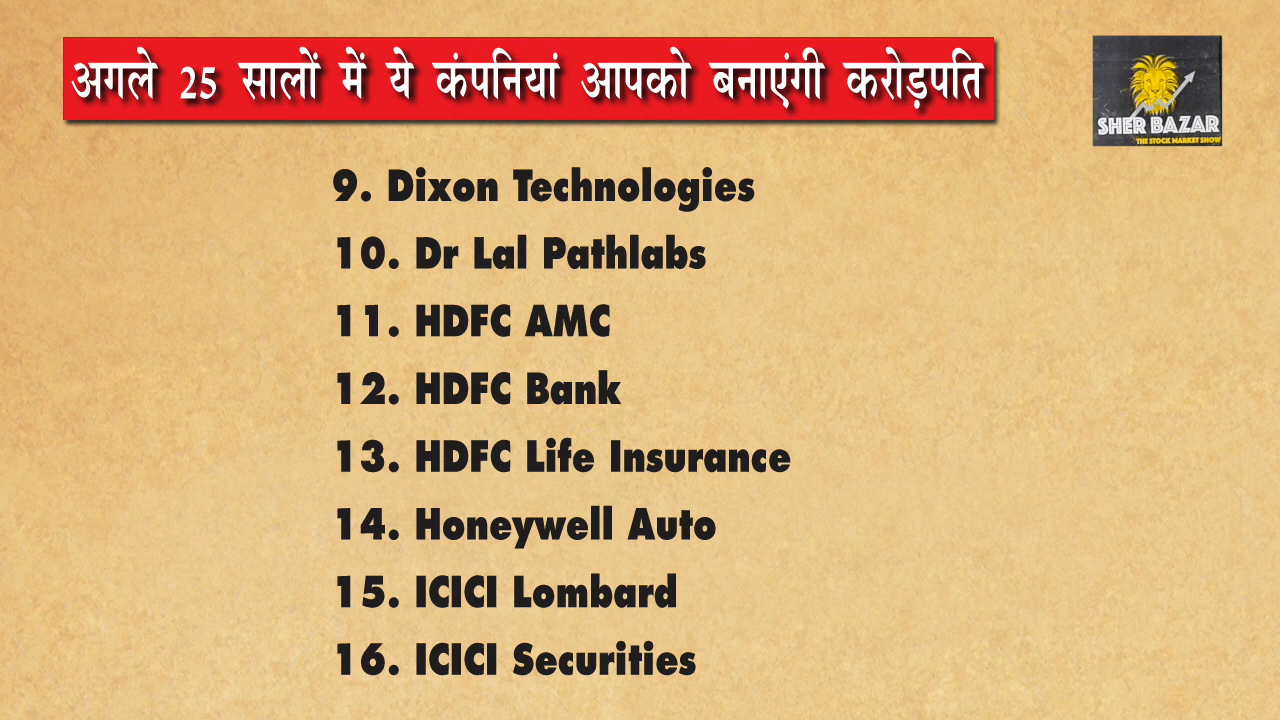 अगले 25 सालों में ये कंपनियां आपको बनाएंगी करोड़पति
SHER BAZAR
THE STOCK MARKET SHOW
9. Dixon Technologies
10. Dr Lal Pathlabs
11. HDFC AMC
12. HDFC Bank
13. HDFC Life Insurance
14. Honeywell Auto
15. ICICI Lombard
16. ICICI Securities